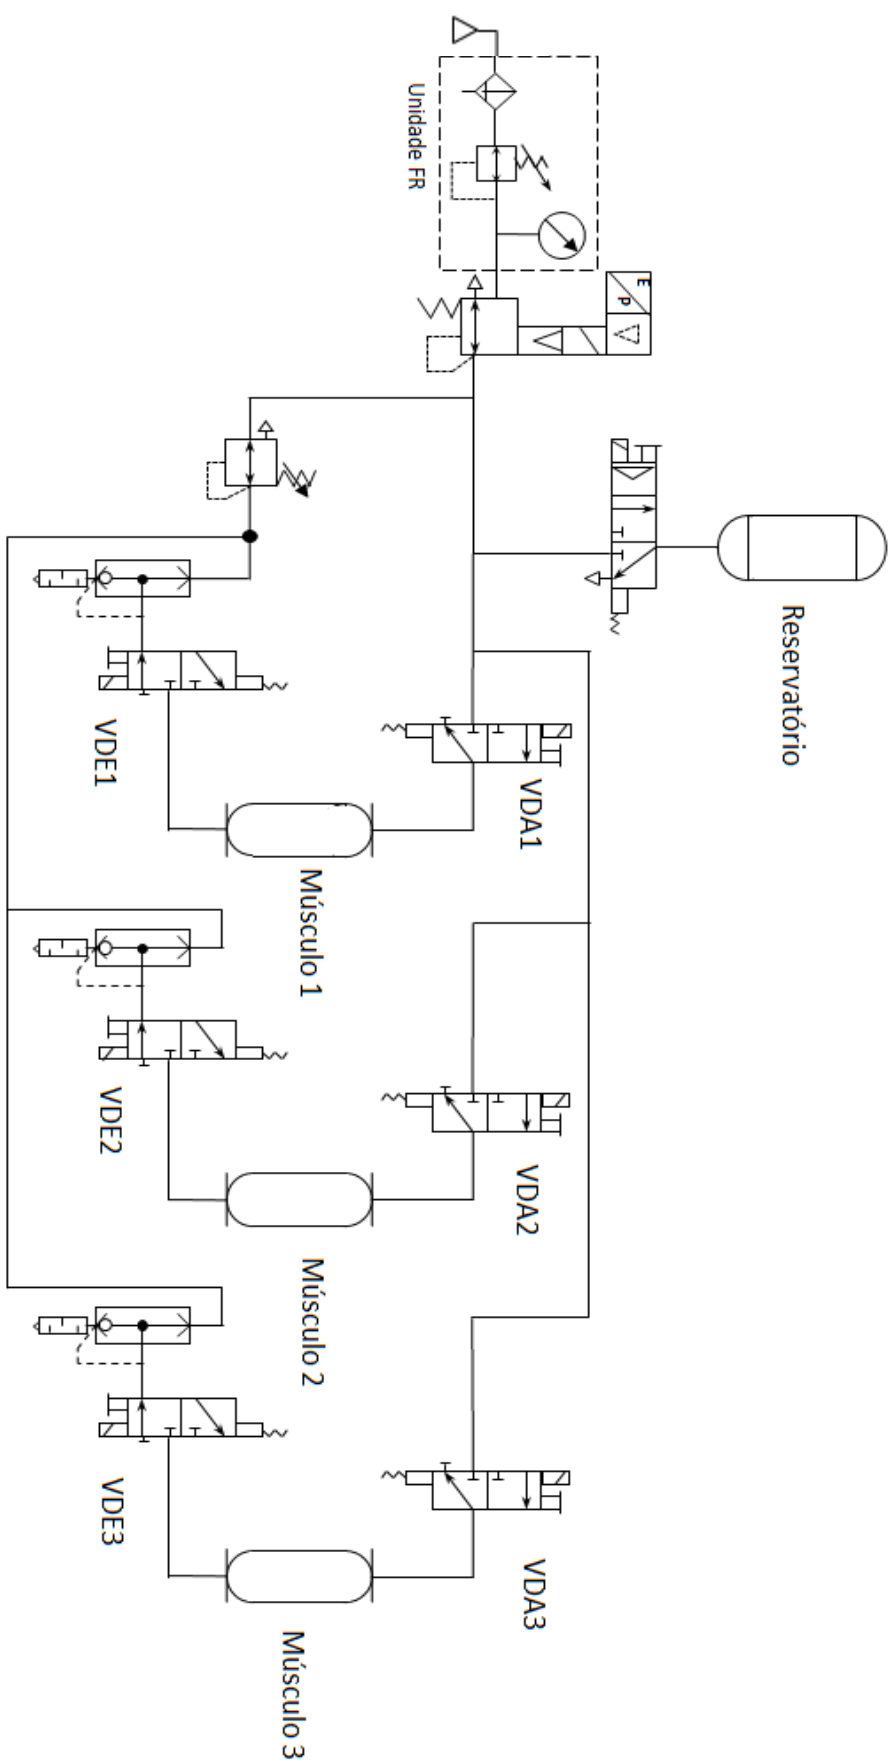 Unidade FR
E
P
Reservatório
VDE1
VDA1
Músculo 1
VDE2
VDA2
Músculo 2
VDE3
VDA3
Músculo 3